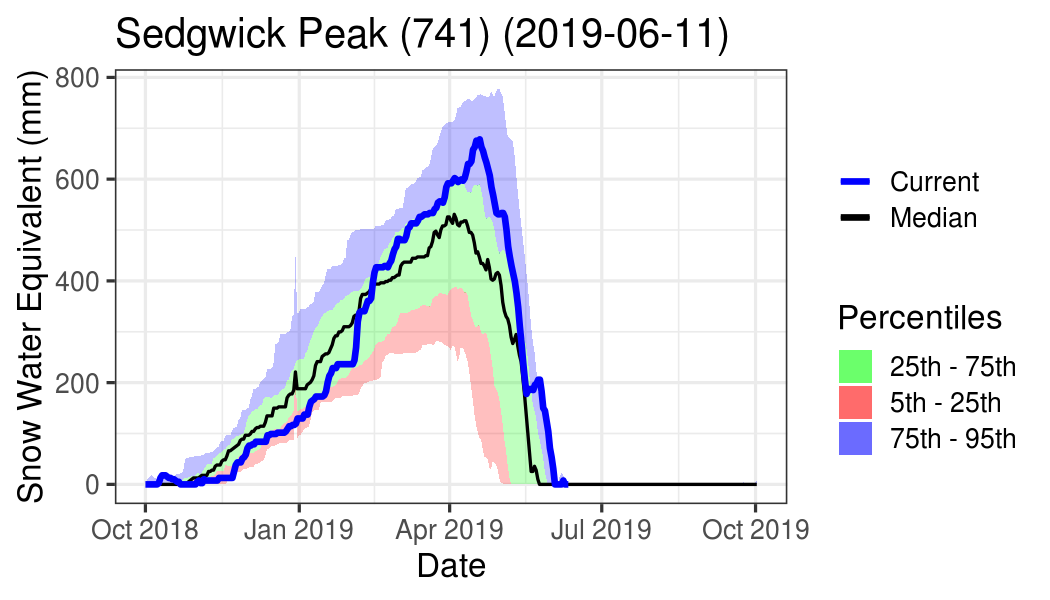 Sedgwick Peak (741) (2019-06-11)
Snow Water Equivalent (mm)
800
600
400
200
0
Oct 2018
Jan 2019
Apr 2019
Jul 2019
Oct 2019
Date
Current
Median
Percentiles
25th - 75th
5th - 25th
75th - 95th